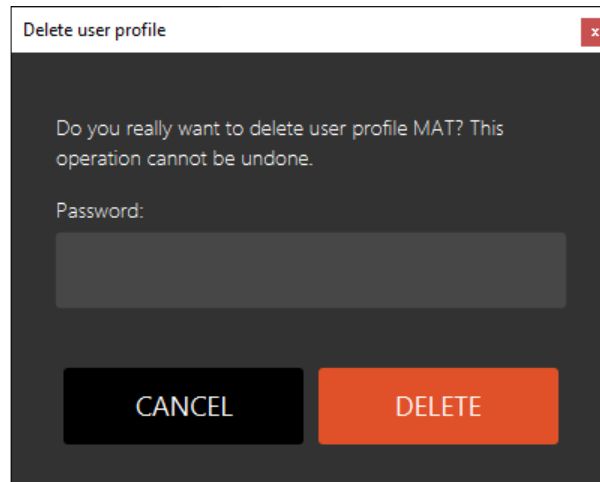 Delete user profile
x
Do you really want to delete user profile MAT? This
operation cannot be undone.
Password:
CANCEL
DELETE